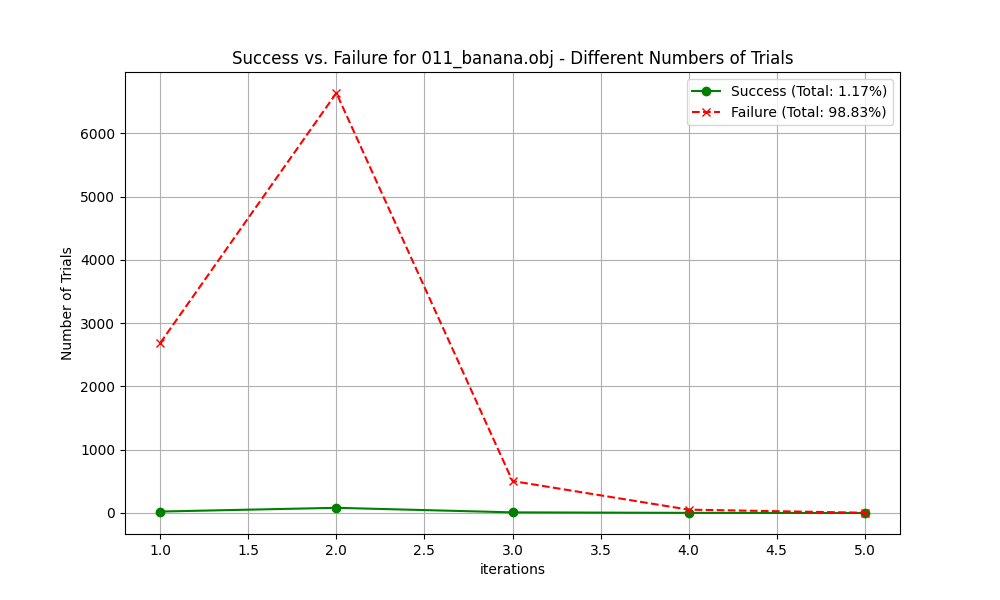 Success vs. Failure for 011_banana.obj - Different Numbers of Trials
Success (Total: 1.17%)
Failure (Total: 98.83%)
6000
5000
4000
3000
2000
1000
0
Number of Trials
1.0 1.5 2.0 2.5 3.0 3.5 4.0 4.5 5.0
iterations